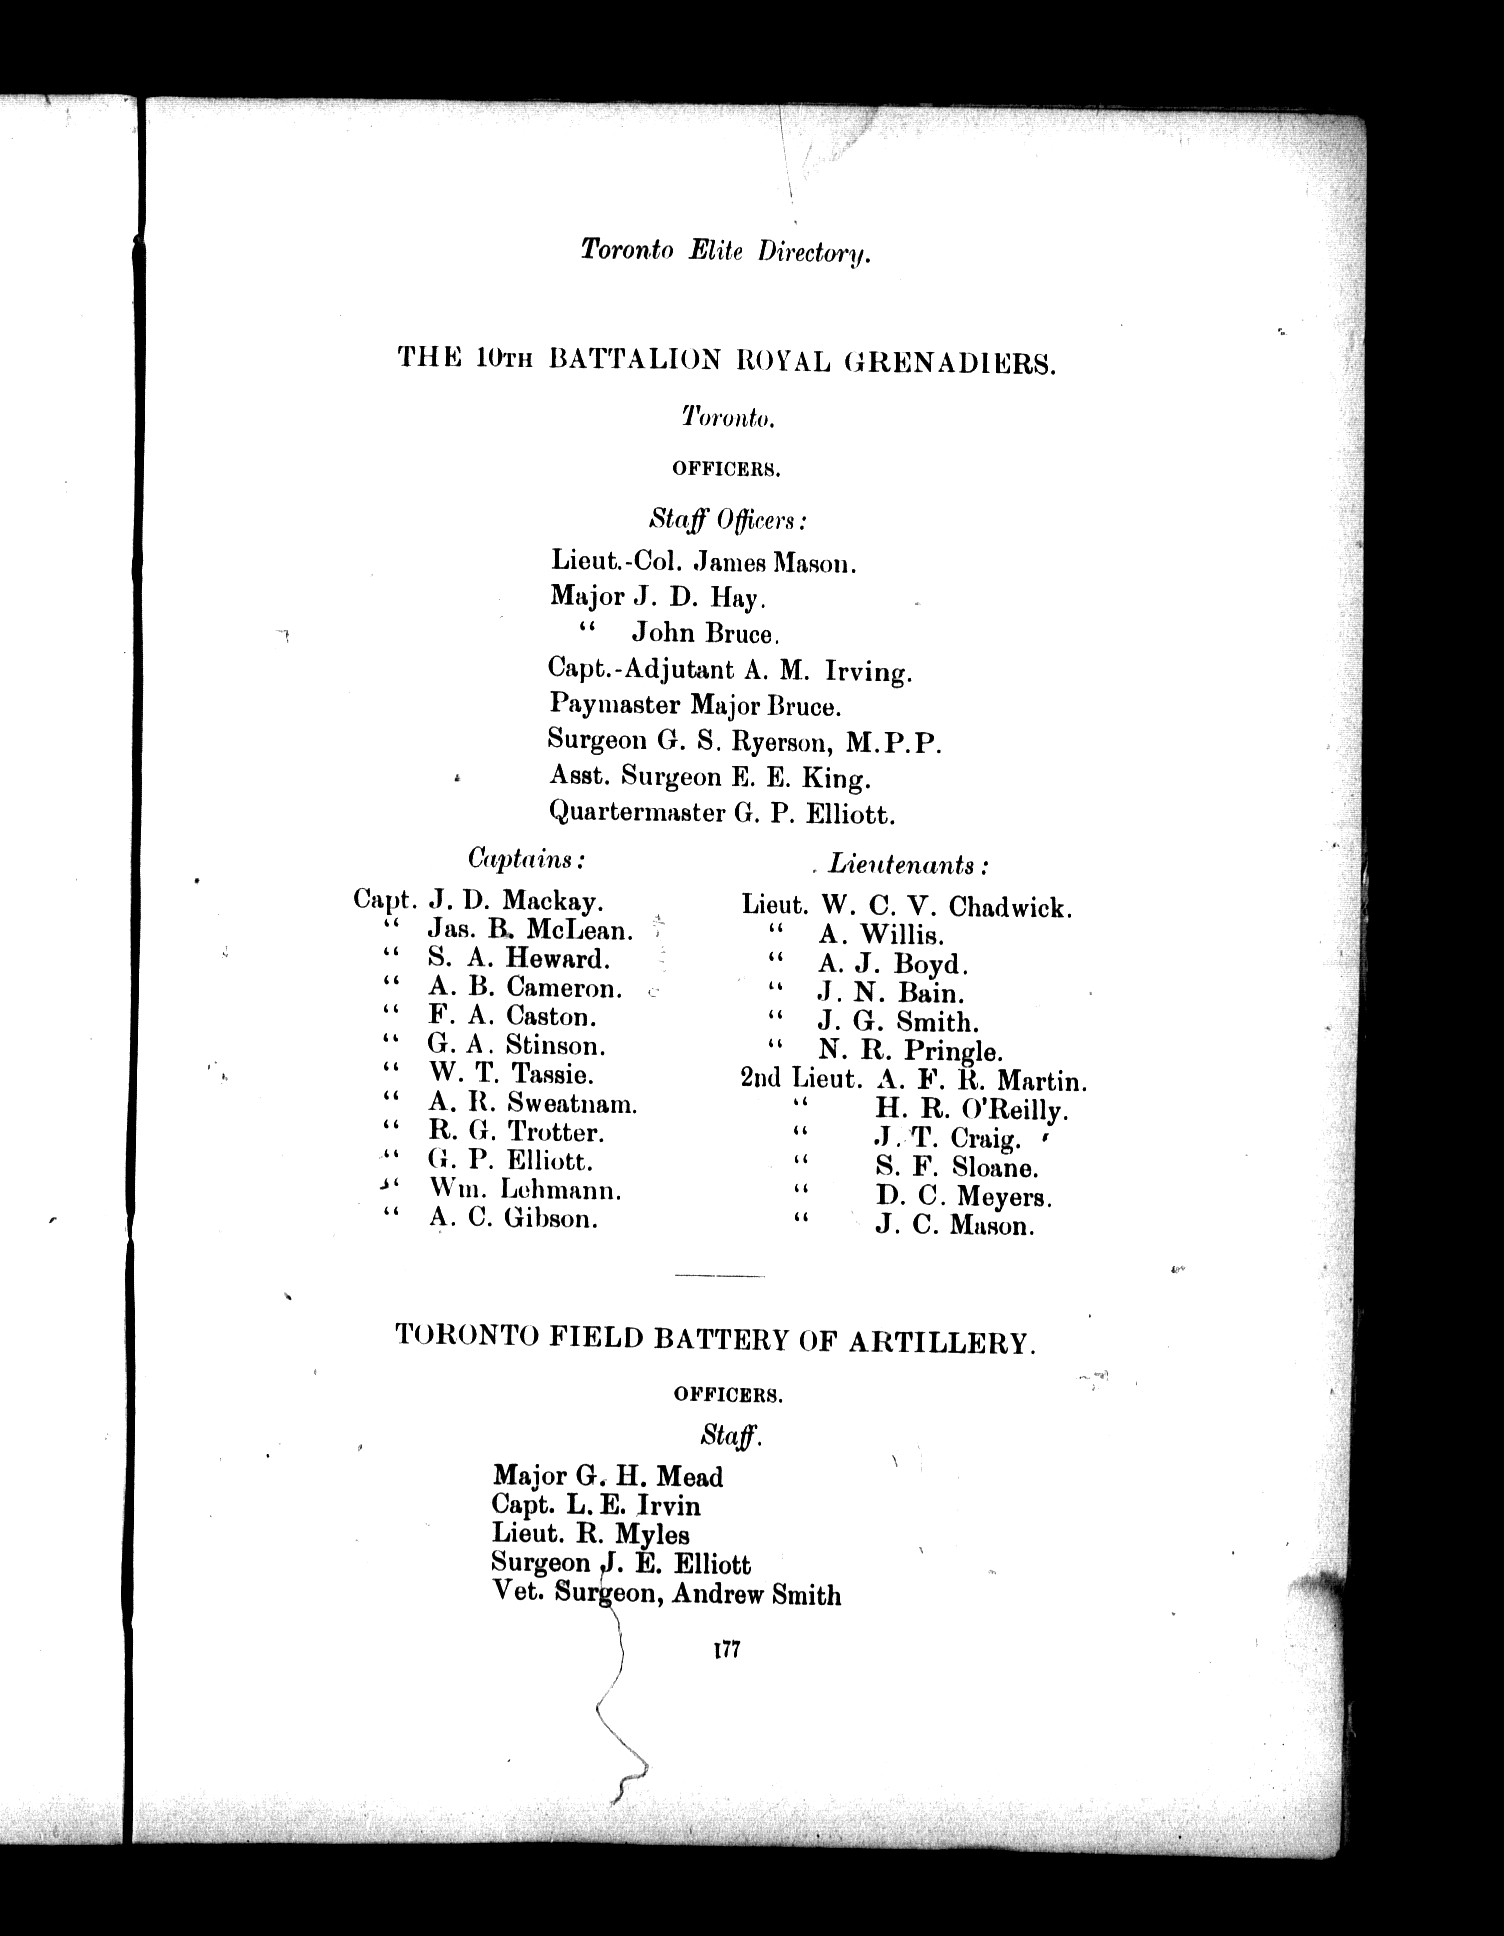 Toronto Elite Directory.
THE 10TH BATTALION ROYAL GRENADIERS.
Toronto.
OFFICERS.
Staff Officers:
Lieut.-Col. James Mason.
Major J. D. Hay.
“ John Bruce.
Capt.-Adjutant A. M. Irving.
Paymaster Major Bruce.
Surgeon G. S. Ryerson, M.P.P.
Asst. Surgeon E. E. King.
Quartermaster G. P. Elliott.
Captains:
Capt. J. D. Mackay.
“ Jas. B. McLean.
“ S. A. Heward.
“ A. B. Cameron.
“ F. A. Caston.
“ G. A. Stinson.
“ W. T. Tassie.
“ A. R. Sweatnam.
“ R. G. Trotter.
“ G. P. Elliott.
“ Wm. Lehmann.
“ A. C. Gibson.
Lieutenants:
Lieut. W. C. V. Chadwick.
“ A. Willis.
“ A. J. Boyd.
“ J. N. Bain.
“ J. G. Smith.
“ N. R. Pringle.
2nd Lieut. A. F. R. Martin.
“ H. R. O'Reilly.
“ J. T. Craig.
“ S. F. Sloane.
“ D. C. Meyers.
“ J. C. Mason.
TORONTO FIELD BATTERY OF ARTILLERY.
OFFICERS.
Staff.
Major G. H. Mead
Capt. L. E. Irvin
Lieut. R. Myles
Surgeon J. E. Elliott
Vet. Surgeon, Andrew Smith
177